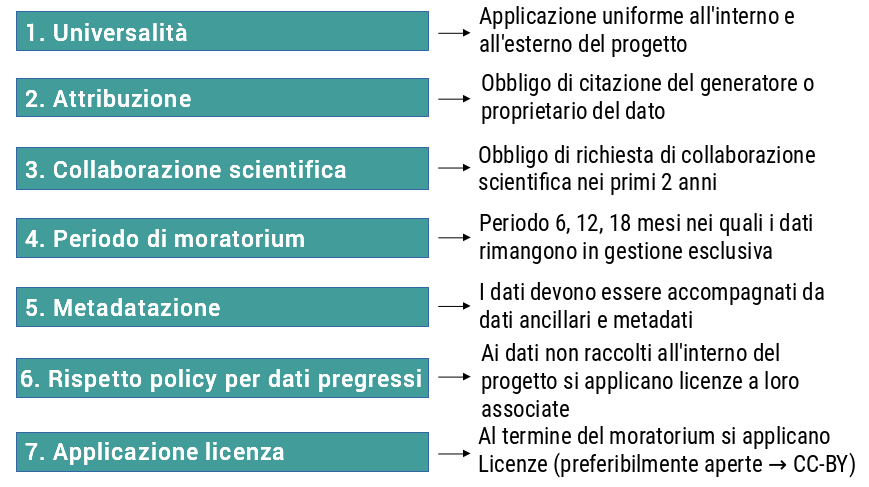 1. Universalità
Applicazione uniforme all'interno e
all'esterno del progetto
2. Attribuzione
Obbligo di citazione del generatore o
proprietario del dato
3. Collaborazione scientifica
Obbligo di richiesta di collaborazione
scientifica nei primi 2 anni
4. Periodo di moratorium
Periodo 6, 12, 18 mesi nei quali i dati
rimangono in gestione esclusiva
5. Metadatazione
I dati devono essere accompagnati da
dati ancillari e metadati
6. Rispetto policy per dati pregressi
Ai dati non raccolti all'interno del
progetto si applicano licenze a loro
associate
7. Applicazione licenza
Al termine del moratorium si applicano
Licenze (preferibilmente aperte → CC-BY)